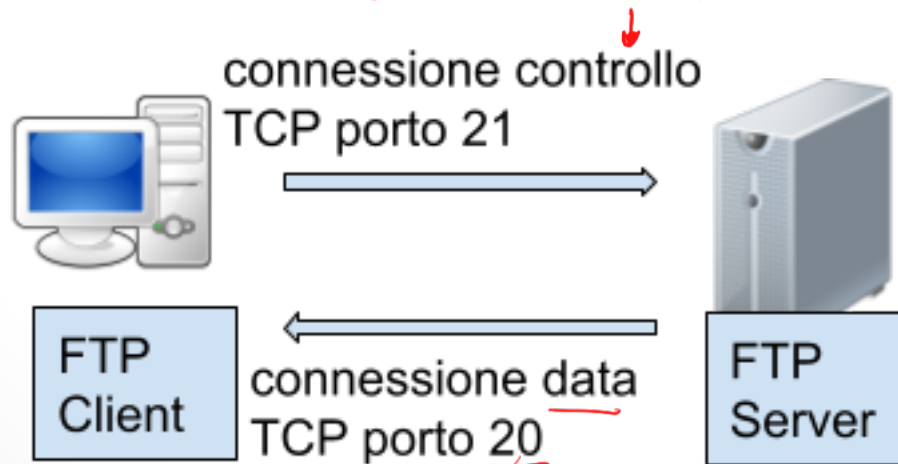 connessione controllo
TCP porto 21
FTP
Client
connessione data
TCP porto 20
FTP
Server